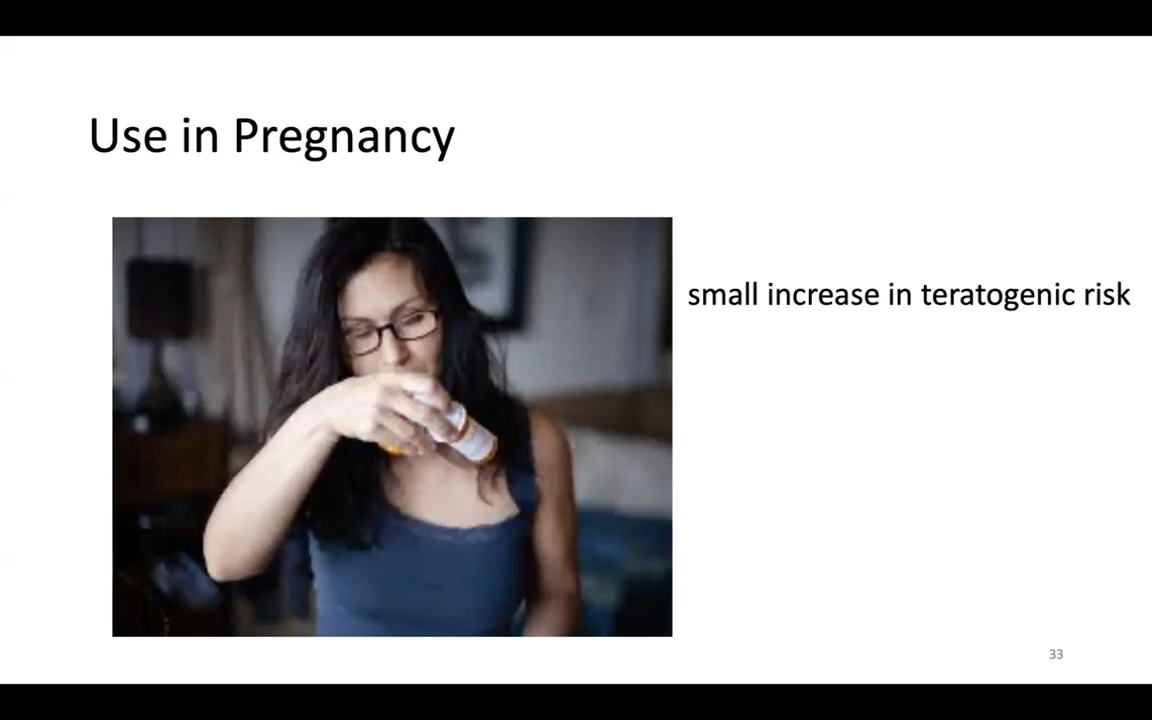 Use in Pregnancy
small increase in teratogenic risk
33